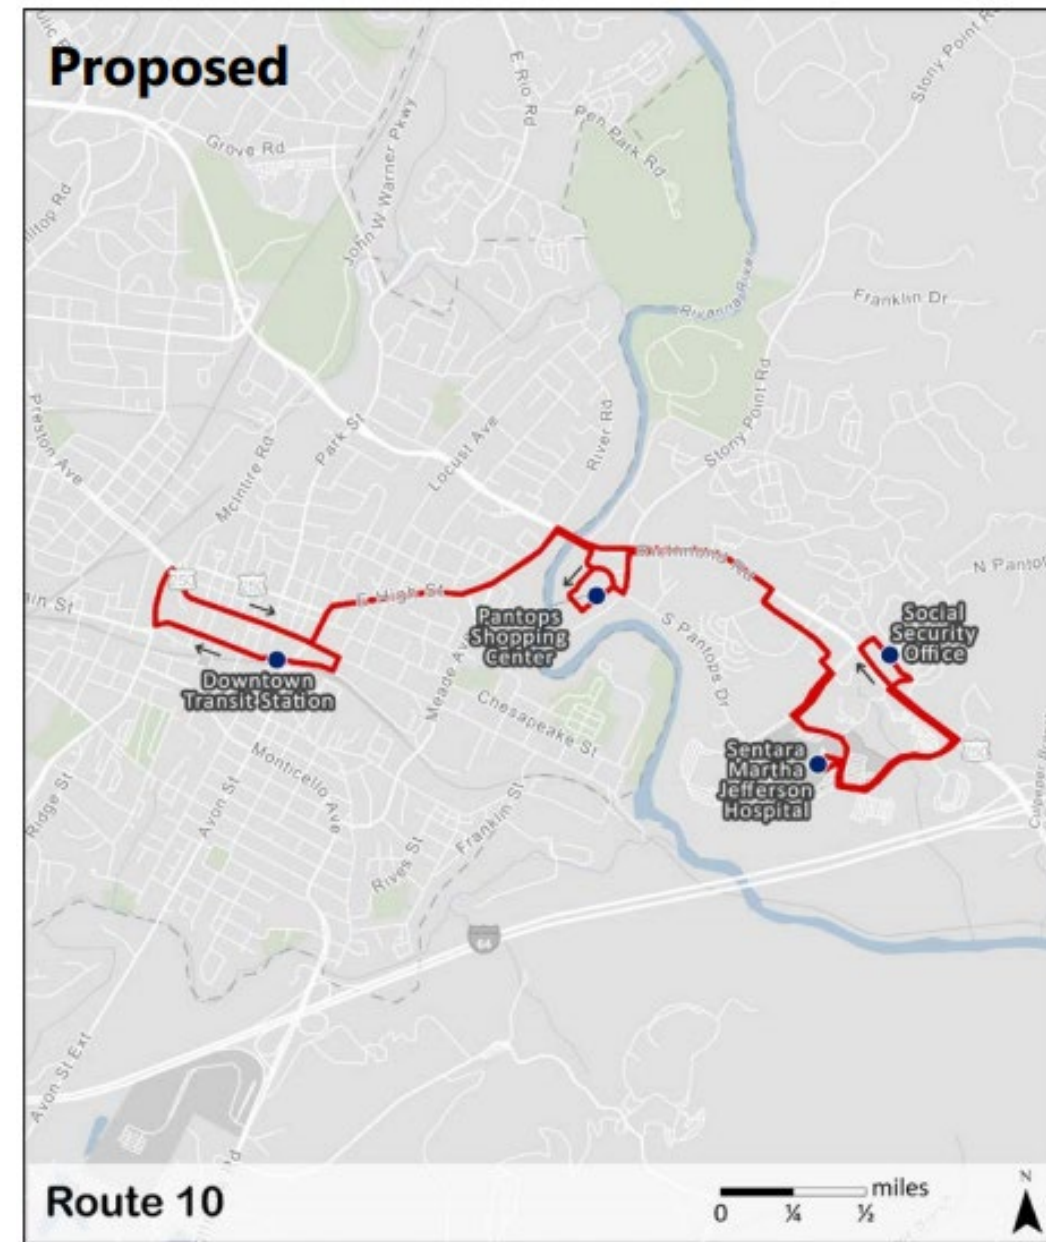 Proposed
Grove Rd
John W Warner Pkwy
E Rio Rd
Pen Park Rd
Stony Point Rd
Rivanna River
Franklin Dr
Preston Ave
McIntire Rd
Park St
Locust Ave
River Rd
Stony Point Rd
Richmond Rd
250
250
E High St
Pantops
Shopping
Center
S Pantops Dr
Social
Security
Office
Downtown
Transit Station
Meade Ave
Chesapeake St
Sentara
Martha
Jefferson
Hospital
250
Ridge St
Avon St
Monticello Ave
Rives St
Franklin St
64
Avon St Ext
Route 10
miles
0 ¼ ½
N